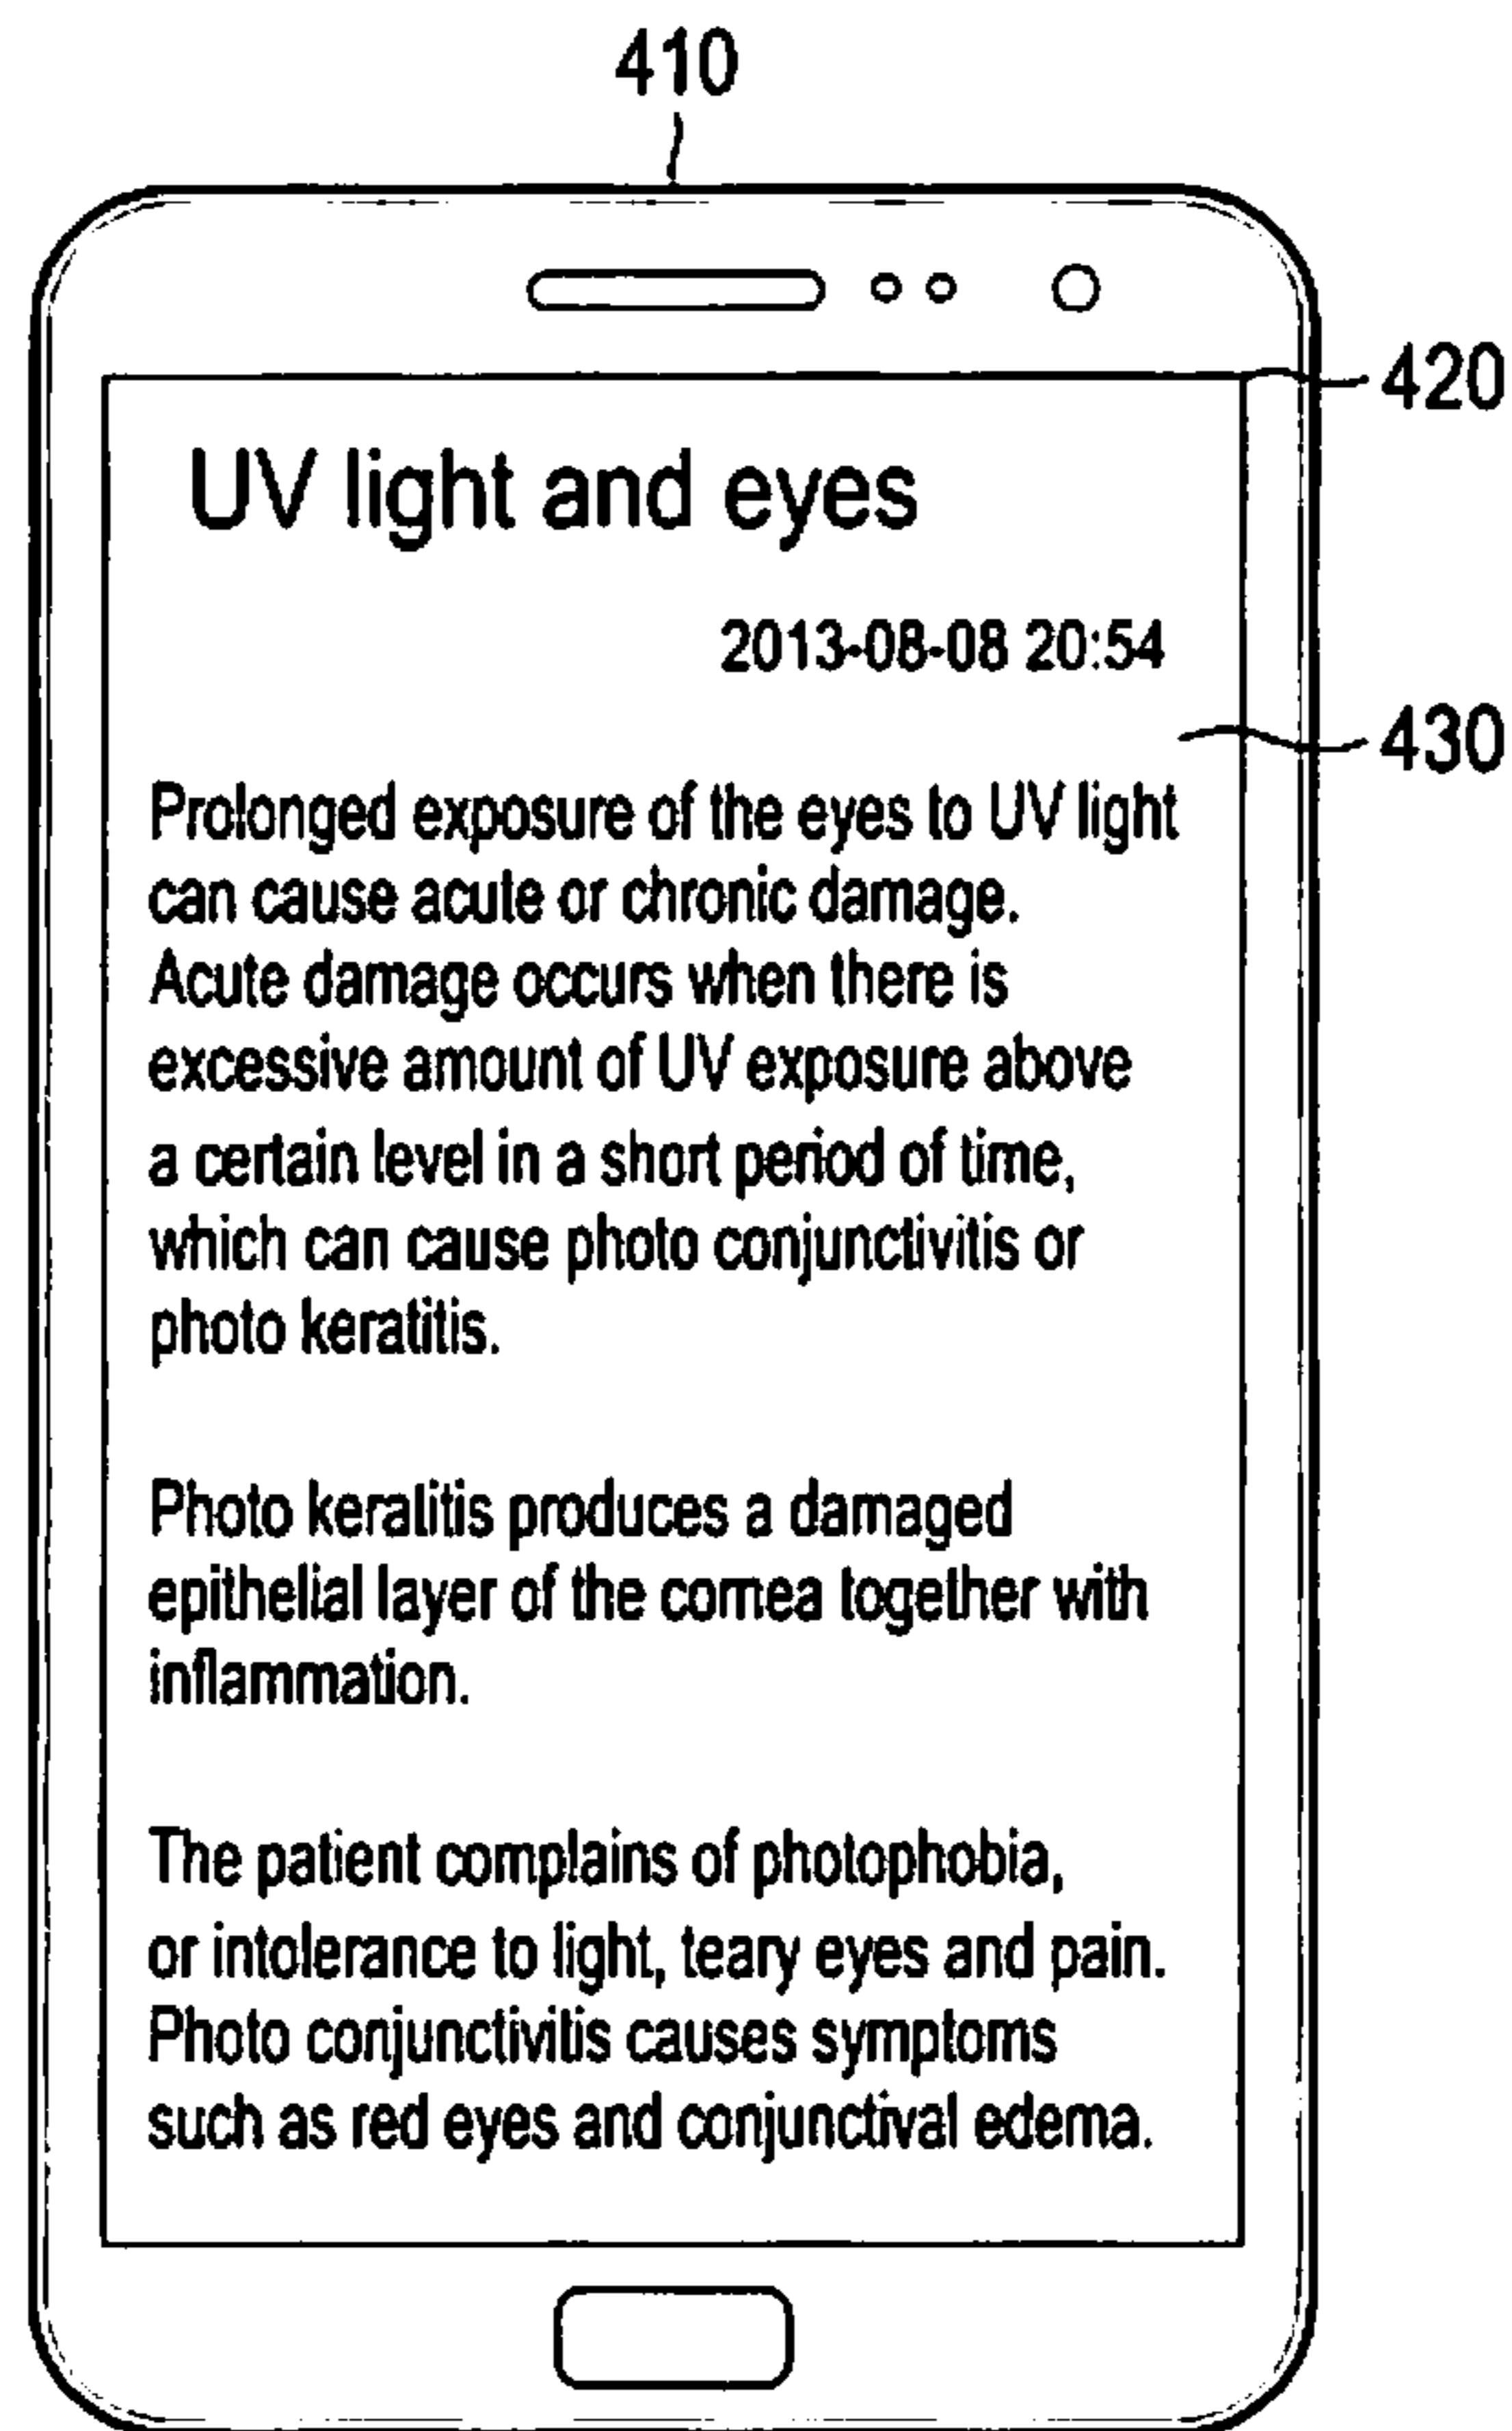 410
420
UV light and eyes
2013-08-08 20:54
430
Prolonged exposure of the eyes to UV light
can cause acute or chronic damage.
Acute damage occurs when there is
excessive amount of UV exposure above
a certain level in a short period of time,
which can cause photo conjunctivitis or
photo keratitis.
Photo keralitis produces a damaged
epithelial layer of the cornea together with
inflammation.
The patient complains of photophobia,
or intolerance to light, teary eyes and pain.
Photo conjunctivitis causes symptoms
such as red eyes and conjunctival edema.